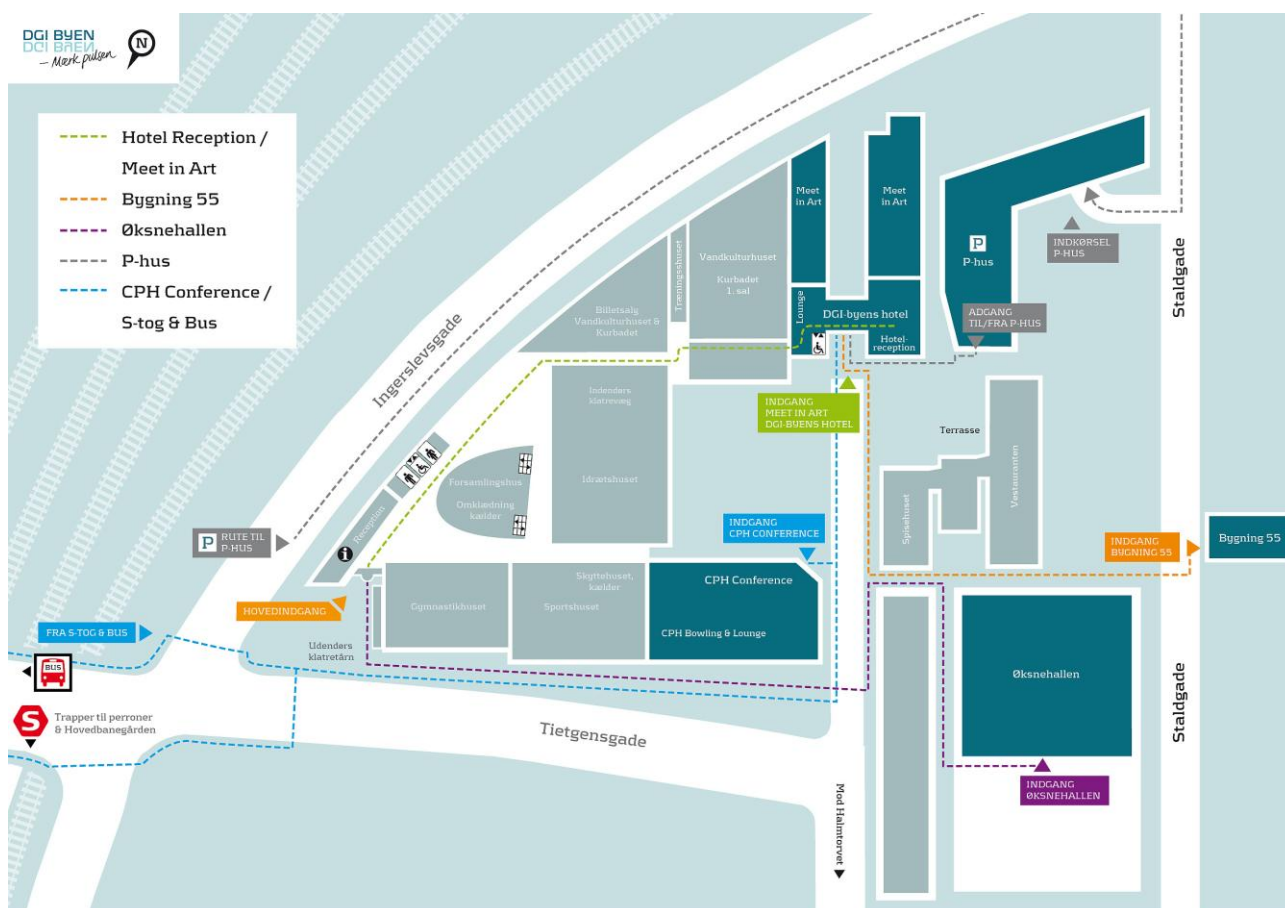 DGI BYEN
DGI BYEN
– Mærk pulsen
N
Hotel Reception /
Meet in Art
Bygning 55
Øksnehallen
P-hus
CPH Conference /
S-tog & Bus
Ingerslevsgade
Træningsshuset
Vandkulturhuset
Kurbadet
1. sal
Billetsalg
Vandkulturhuset &
Kurbadet
Meet
in Art
Meet
in Art
Lounge
DGI-byens hotel
Hotel-
reception
P
P-hus
INDKØRSEL
P-HUS
ADGANG
TIL/FRA P-HUS
Staldgade
INDGANG
MEET IN ART
DGI-BYENS HOTEL
Indendørs
klatrevæg
Idrætshuset
Forsamlingshus
Omklædning
kælder
Reception
i
P
RUTE TIL
P-HUS
Terrasse
Spisehuset
Vestauranten
INDGANG
CPH CONFERENCE
INDGANG
BYGNING 55
Bygning 55
HOVEDINDGANG
Gymnastikhuset
Skyttehuset,
kælder
Sportshuset
CPH Conference
CPH Bowling & Lounge
FRA S-TOG & BUS
BUS
Udendørs
klatretårn
S
Trapper til perroner
& Hovedbanegården
Tietgensgade
Øksnehallen
INDGANG
ØKSNEHALLEN
Staldgade
Mod Halmtorvet